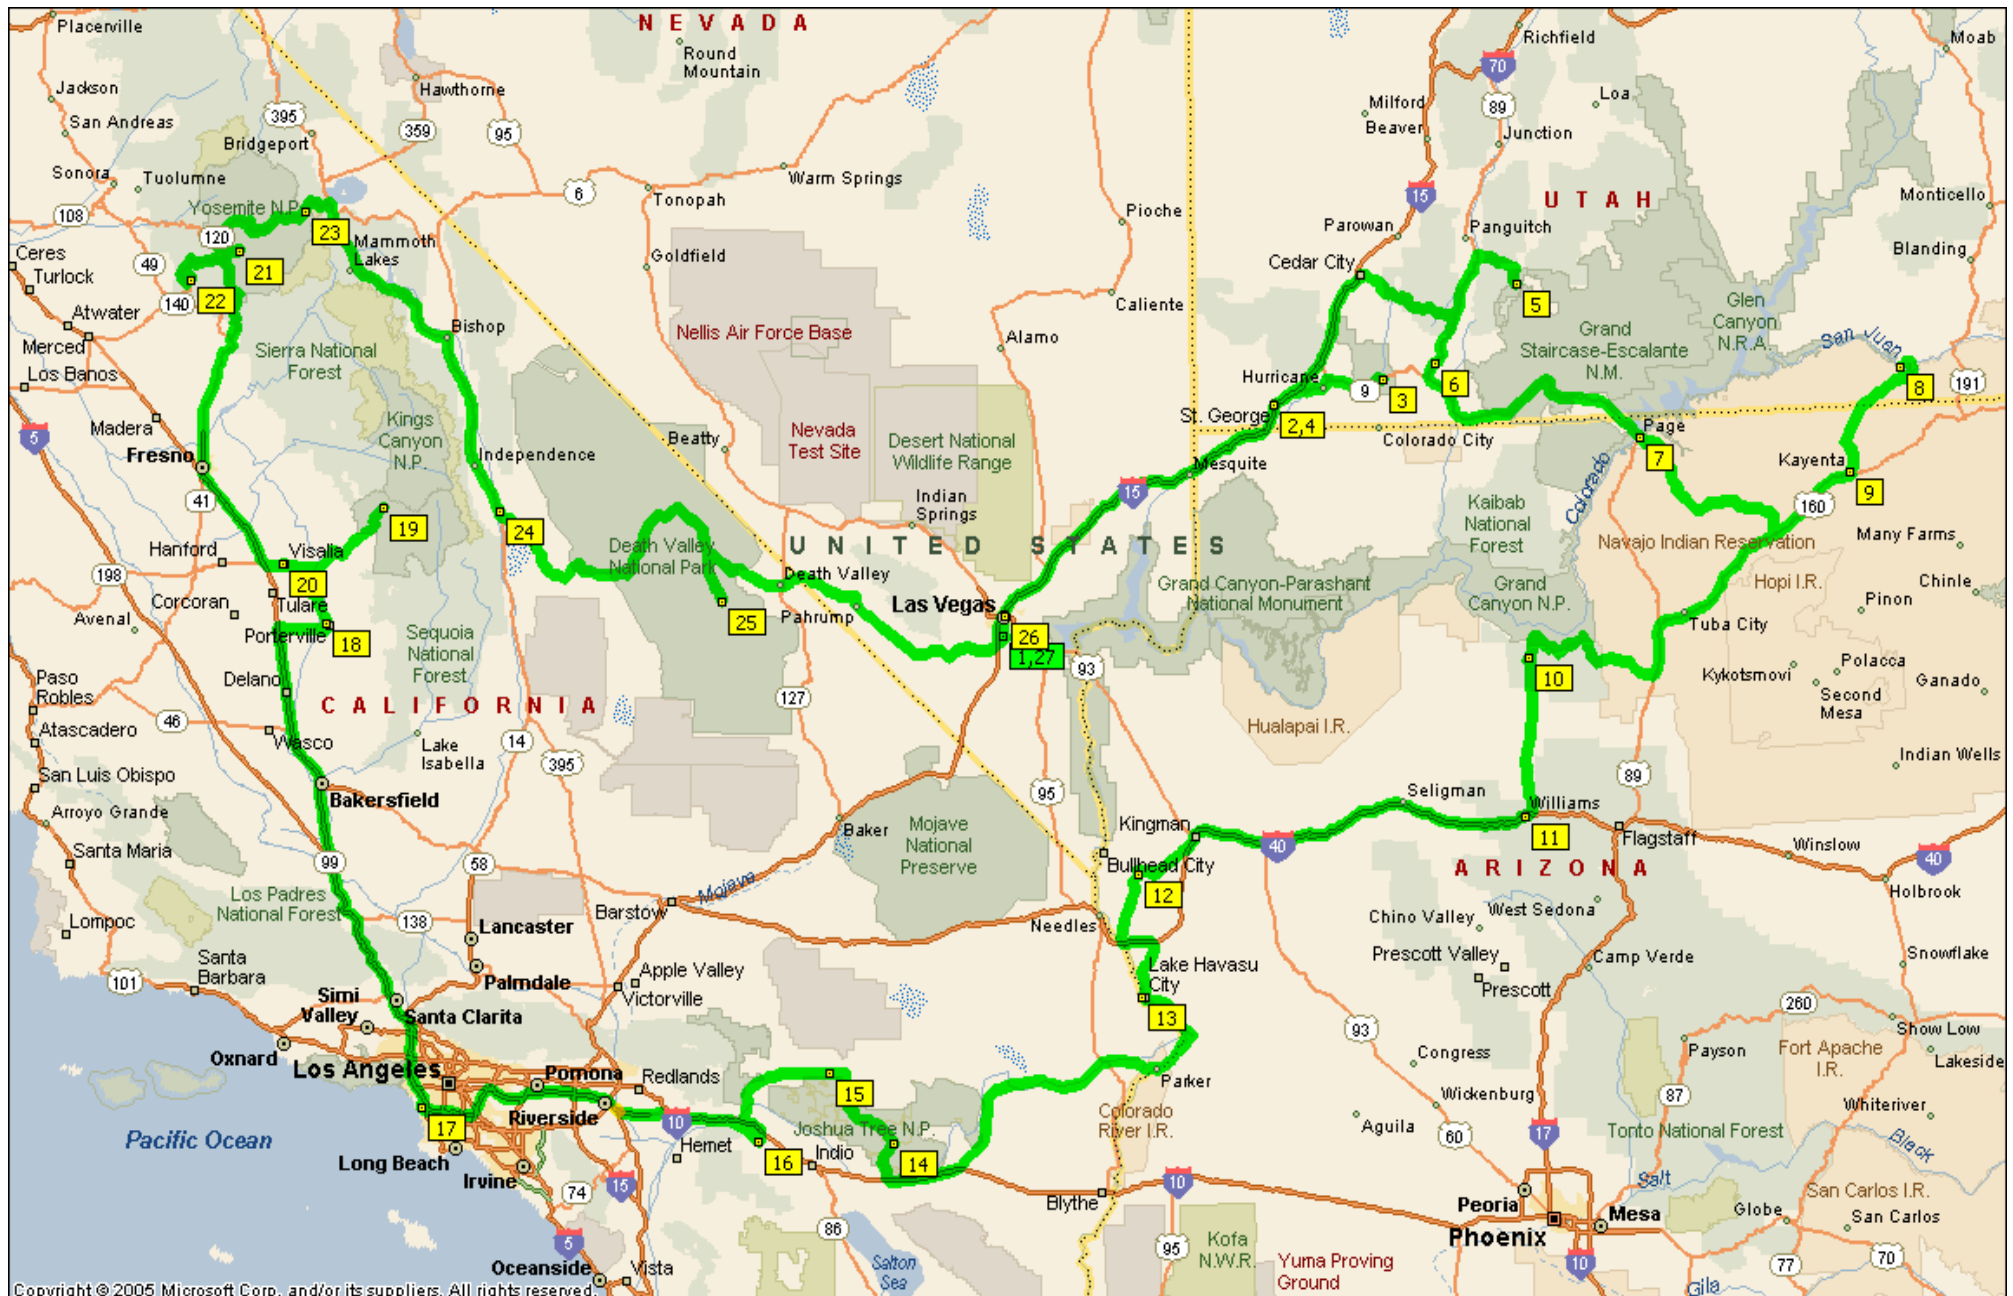 NEVADA
Placerville
Round
Mountain
Richfield
Moab
70
Jackson
Hawthorne
Loa
Milford
89
San Andreas
395
359
95
Beaver
Junction
Bridgeport
Sonora
Tuolumne
Warm Springs
6
Tonopah
15
UTAH
Monticello
Yosemite N.P.
108
Pioche
Parowan
Panguitch
120
23
Mammoth
Lakes
Blanding
Ceres
49
21
Goldfield
Cedar City
Turlock
140
22
Caliente
5
Glen
Canyon
N.R.A.
Atwater
Bishop
Nellis Air Force Base
Alamo
Grand
Staircase-Escalante
N.M.
San Juan
Merced
Sierra National
Forest
Los Banos
Hurricane
9
3
6
8
191
St. George
2,4
Colorado City
Page
Madera
Kings
Canyon
N.P.
Beatty
Nevada
Test Site
Desert National
Wildlife Range
5
Fresno
Independence
Mesquite
7
Kayenta
9
41
15
Indian
Springs
Kaibab
National
Forest
Colorado
160
19
24
Many Farms
Hanford
Visalia
Death Valley
National Park
UNITED STATES
Navajo Indian Reservation
198
20
Death Valley
Grand Canyon-Parashant
National Monument
Grand
Canyon N.P.
Hopi I.R.
Chinle
Corcoran
Tulare
Las Vegas
Pinon
Avenal
Porterville
18
25
Pahrump
26
1,27
Tuba City
Sequoia
National
Forest
93
Polacca
Paso
Robles
Delano
10
Kykotsmovi
Second
Mesa
Ganado
CALIFORNIA
127
46
Hualapai I.R.
Atascadero
Wasco
Lake
Isabella
14
395
Indian Wells
San Luis Obispo
89
Bakersfield
95
Seligman
Williams
Arroyo Grande
Baker
Mojave
National
Preserve
Kingman
40
11
Flagstaff
Winslow
40
Santa Maria
99
58
Bullhead City
ARIZONA
Los Padres
National Forest
Mojave
12
Holbrook
Lompoc
138
Lancaster
Barstow
Needles
Chino Valley
West Sedona
Santa
Barbara
Apple Valley
Lake Havasu
City
Prescott Valley
Camp Verde
Snowflake
101
Palmdale
Victorville
Prescott
Simi
Valley
Santa Clarita
13
93
260
Show Low
Oxnard
Congress
Payson
Fort Apache
I.R.
Lakeside
Los Angeles
Pomona
Redlands
15
Parker
Wickenburg
87
Riverside
10
Colorado
River I.R.
Whiteriver
17
Joshua Tree N.P.
Aguila
60
17
Tonto National Forest
Black
Pacific Ocean
Hemet
16
Indio
14
Long Beach
Irvine
74
15
Blythe
10
Salt
San Carlos I.R.
Peoria
Mesa
Globe
San Carlos
86
Phoenix
5
Salton
Sea
95
Kofa
N.W.R.
Yuma Proving
Ground
10
77
70
Oceanside
Vista
Gila
Copyright © 2005 Microsoft Corp. and/or its suppliers. All rights reserved.